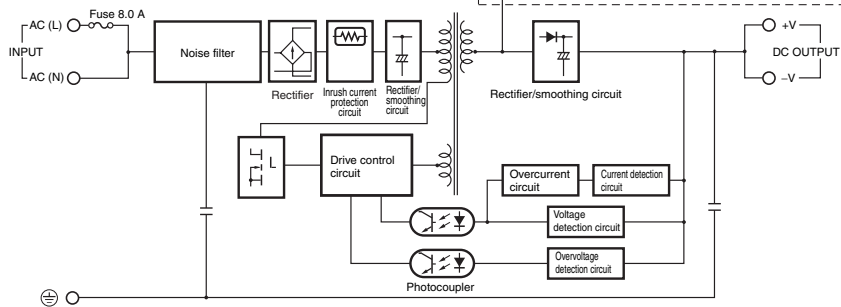 Fuse 8.0 A
AC (L)
INPUT
AC (N)
Noise filter
Rectifier
Inrush current
protection
circuit
Rectifier/
smoothing
circuit
Rectifier/smoothing circuit
+V
DC OUTPUT
−V
Drive control
circuit
Overcurrent
circuit
Current detection
circuit
Voltage
detection circuit
Overvoltage
detection circuit
Photocoupler